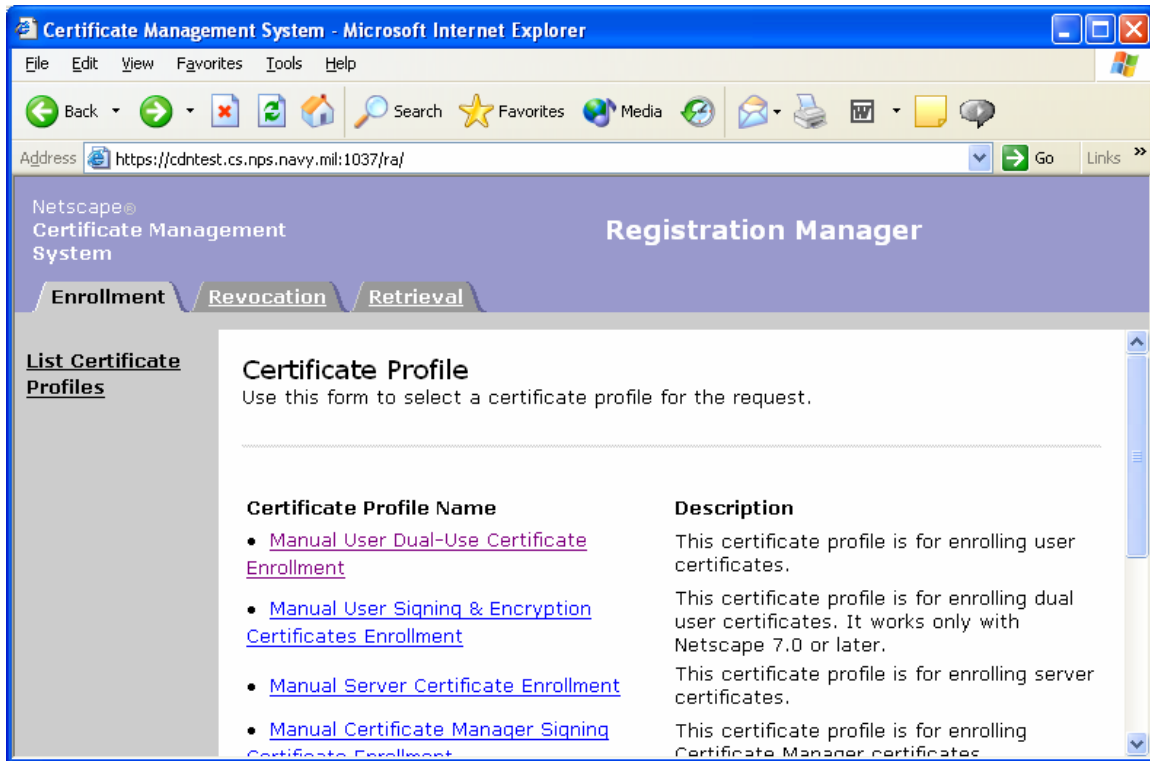 Certificate Management System - Microsoft Internet Explorer
File Edit View Favorites Tools Help
Back Search Favorites Media
Address https://cdntest.cs.nps.navy.mil:1037/ra/ Go Links »
Netscape®
Certificate Management
System
Registration Manager
Enrollment Revocation Retrieval
List Certificate
Profiles
Certificate Profile
Use this form to select a certificate profile for the request.
Certificate Profile Name Description
• Manual User Dual-Use Certificate
Enrollment
This certificate profile is for enrolling user
certificates.
• Manual User Signing & Encryption
Certificates Enrollment
This certificate profile is for enrolling dual
user certificates. It works only with
Netscape 7.0 or later.
• Manual Server Certificate Enrollment
This certificate profile is for enrolling server
certificates.
• Manual Certificate Manager Signing
Certificate Enrollment
This certificate profile is for enrolling
Certificate Manager certificates